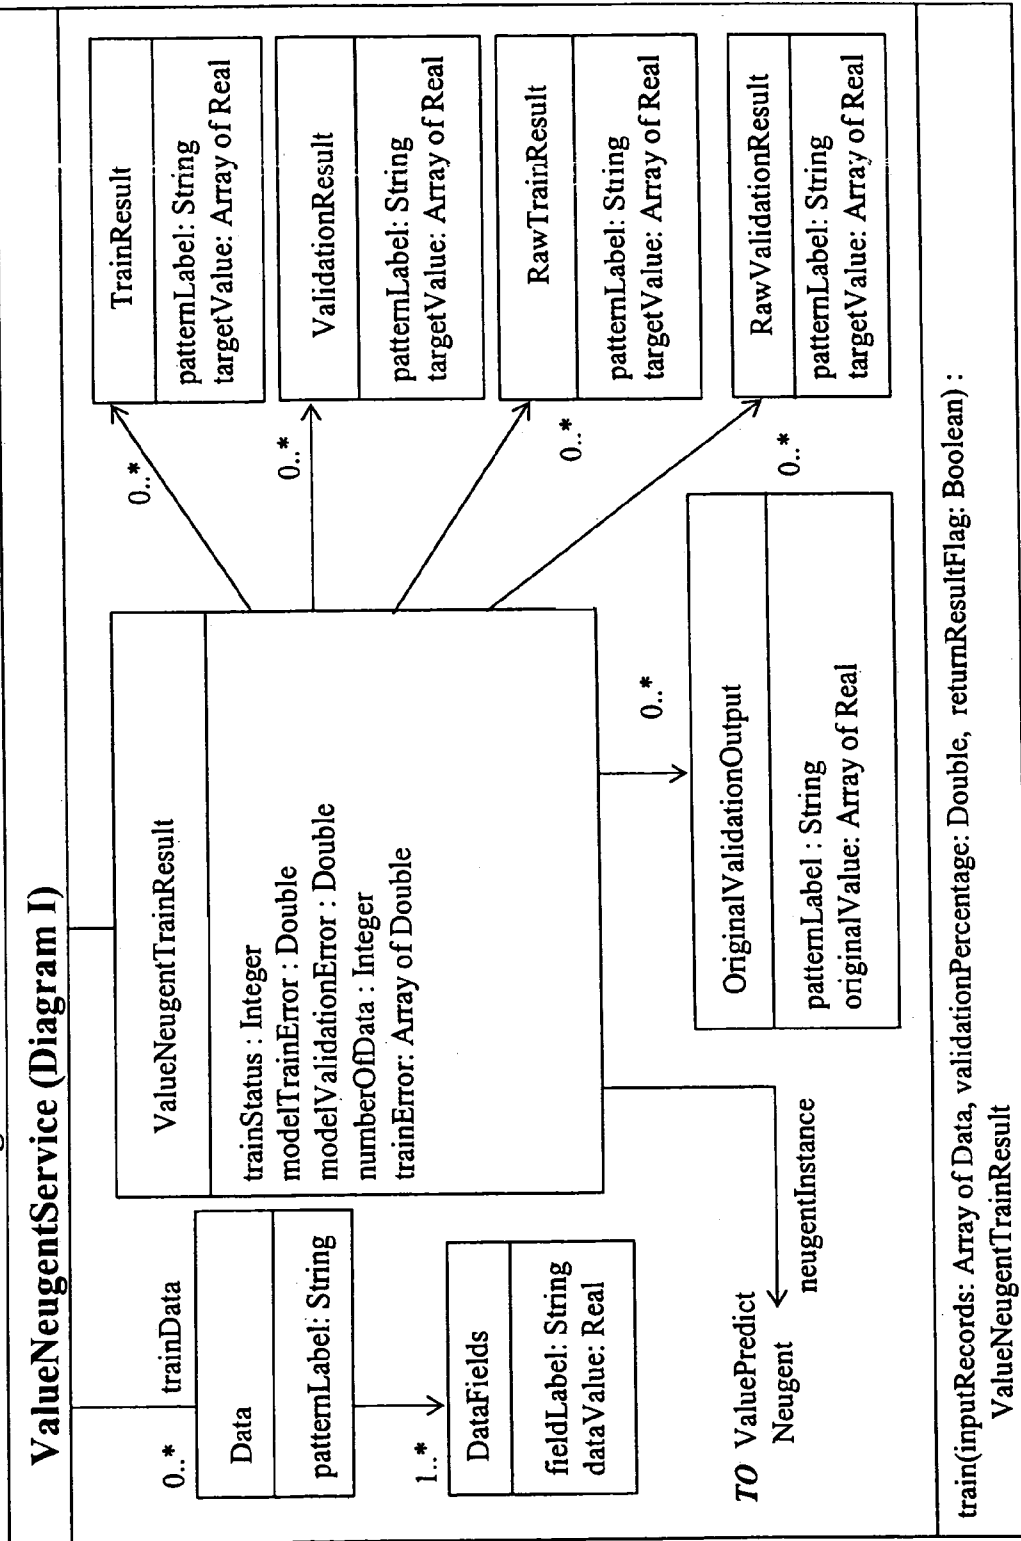 ValueNeugentService (Diagram I)
0..*
trainData
Data
patternLabel: String
1..*
DataFields
fieldLabel: String
dataValue: Real
TO ValuePredict
Neugent
neugentInstance
ValueNeugentTrainResult
trainStatus : Integer
modelTrainError : Double
modelValidationError : Double
numberOfData : Integer
trainError: Array of Double
0..*
OriginalValidationOutput
patternLabel : String
originalValue: Array of Real
0..*
TrainResult
patternLabel: String
targetValue: Array of Real
0..*
ValidationResult
patternLabel: String
targetValue: Array of Real
0..*
RawTrainResult
patternLabel: String
targetValue: Array of Real
0..*
RawValidationResult
patternLabel: String
targetValue: Array of Real
train(inputRecords: Array of Data, validationPercentage: Double, returnResultFlag: Boolean) :
ValueNeugentTrainResult